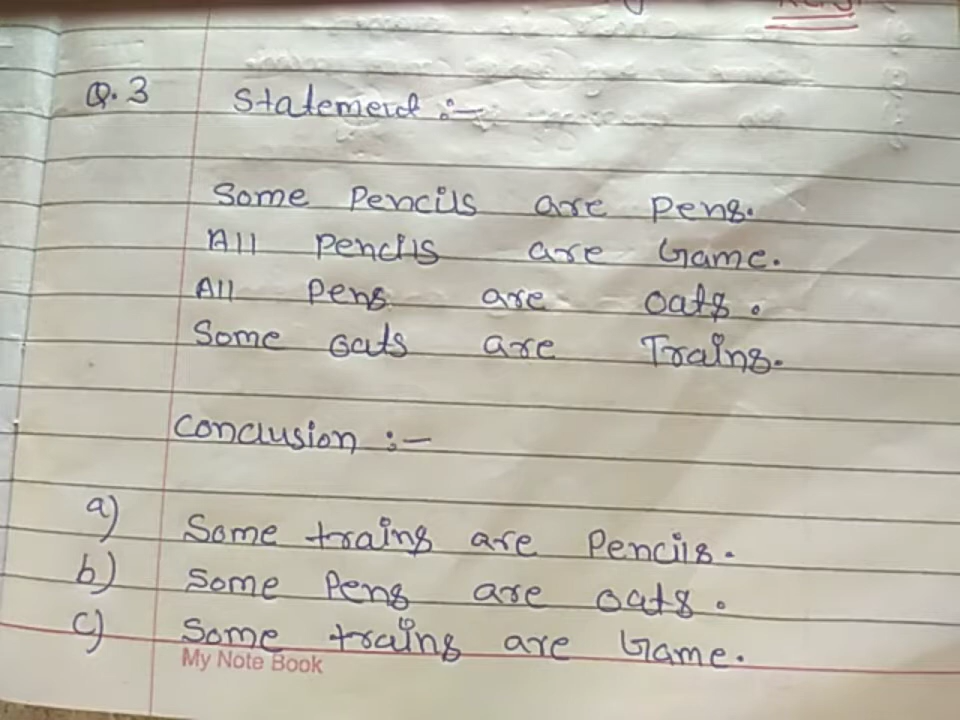 Q.3 Statement :-
Some Pencils are pens.
All pencils are Game.
All pens are oats.
Some oats are Trains.
Conclusion :-
a) Some trains are Pencils.
b) Some Pens are oats.
c) Some trains are Game.
My Note Book